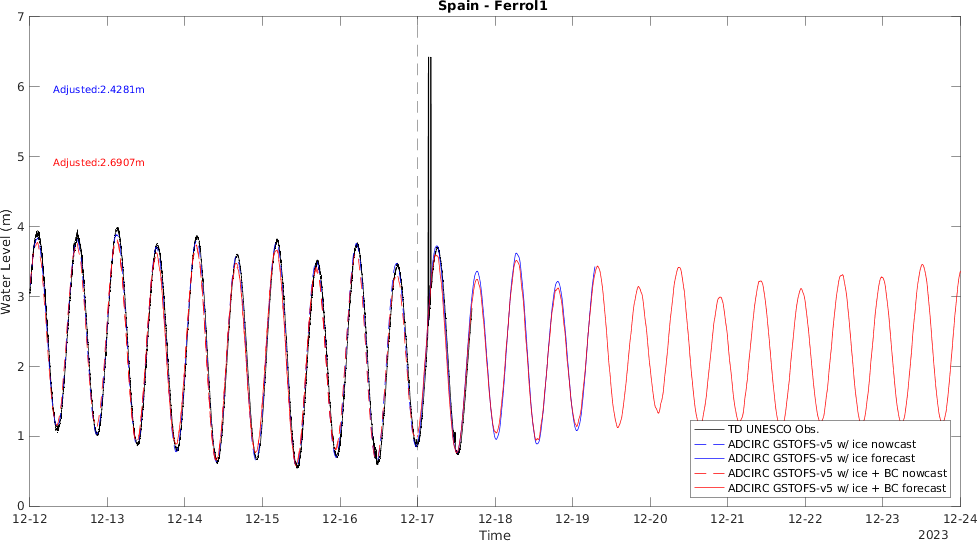 Spain - Ferrol1
7
6
5
4
3
2
1
0
Water Level (m)
Adjusted:2.4281m
Adjusted:2.6907m
TD UNESCO Obs.
ADCIRC GSTOFS-v5 w/ ice nowcast
ADCIRC GSTOFS-v5 w/ ice forecast
ADCIRC GSTOFS-v5 w/ ice + BC nowcast
ADCIRC GSTOFS-v5 w/ ice + BC forecast
12-12 12-13 12-14 12-15 12-16 12-17 12-18 12-19 12-20 12-21 12-22 12-23 12-24
Time
2023